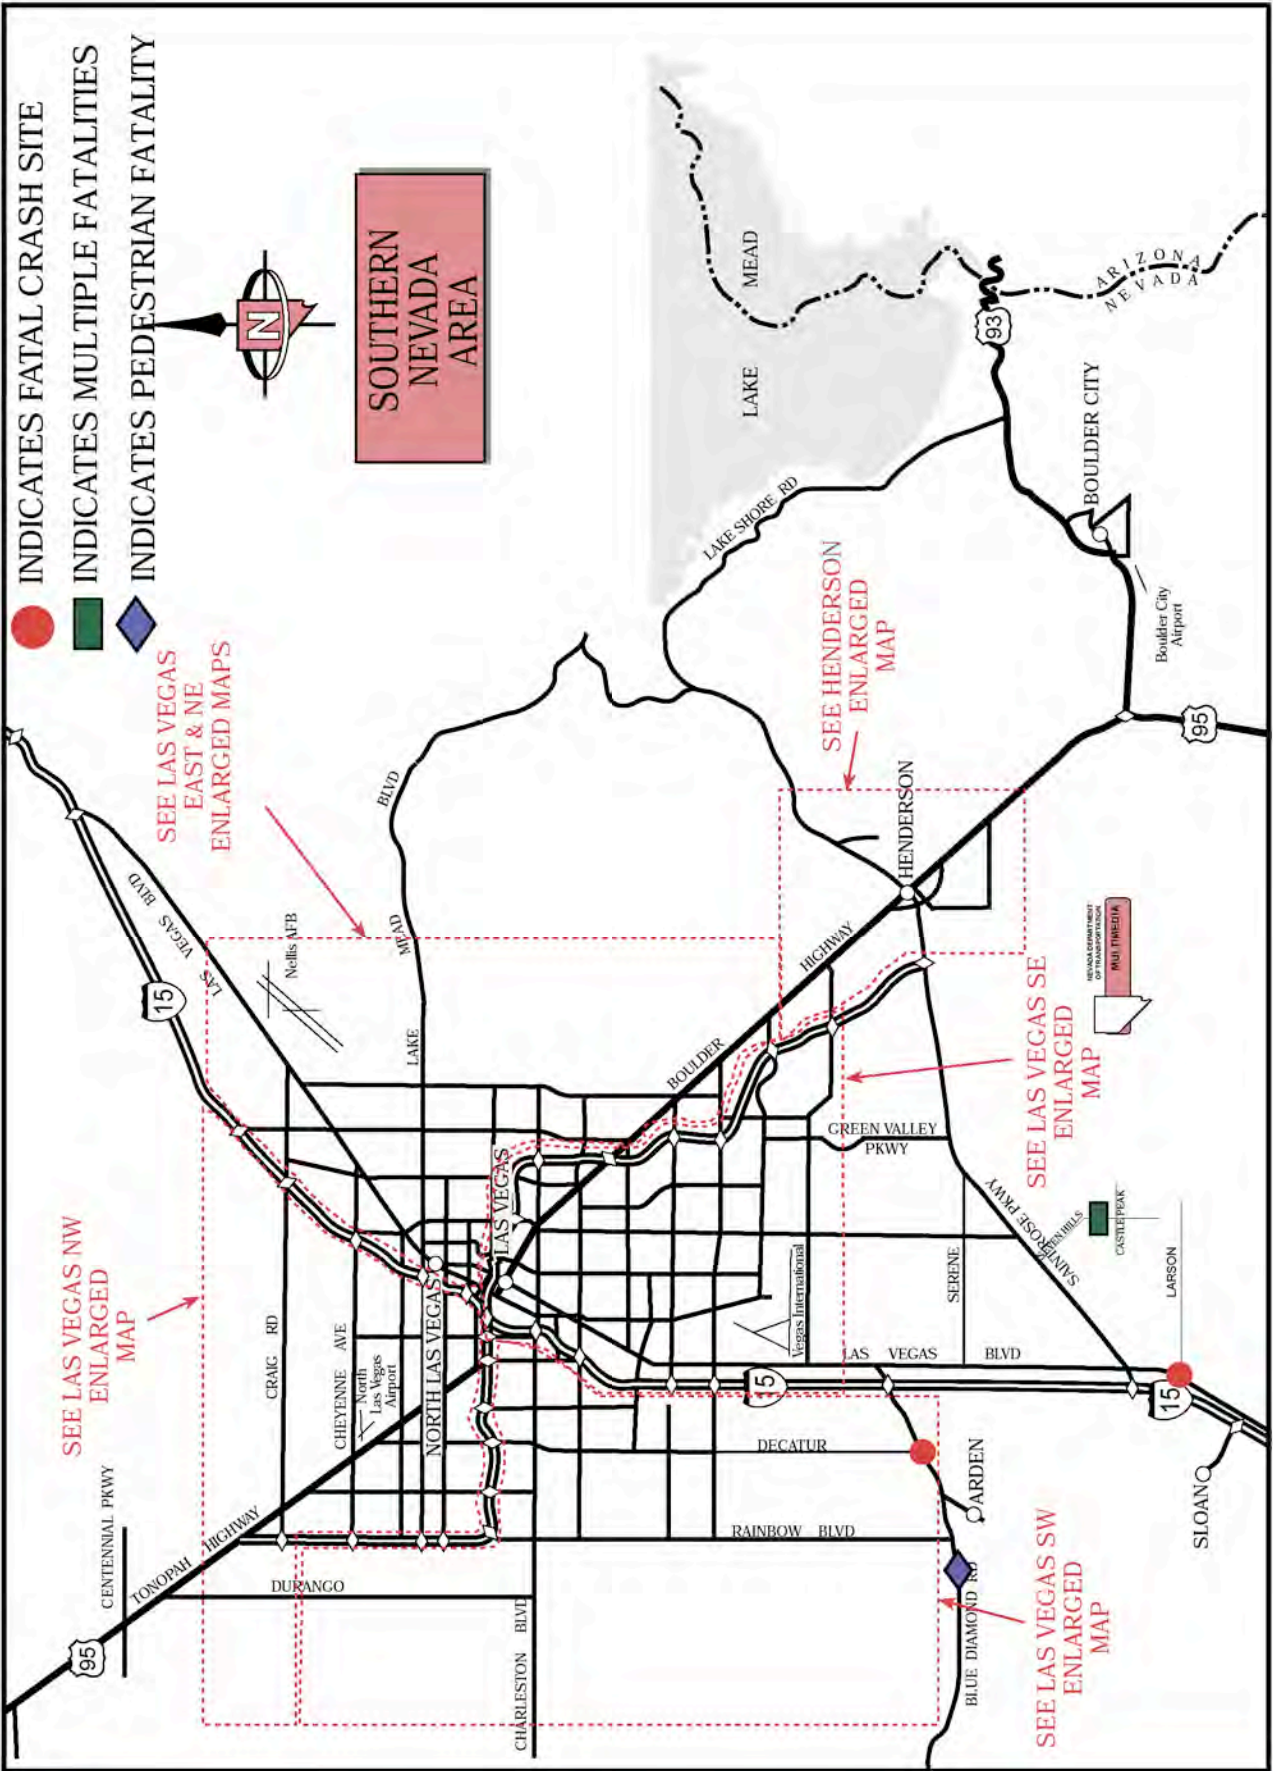 INDICATES FATAL CRASH SITE
INDICATES MULTIPLE FATALITIES
INDICATES PEDESTRIAN FATALITY
N
SOUTHERN
NEVADA
AREA
SEE LAS VEGAS
EAST & NE
ENLARGED MAPS
SEE LAS VEGAS NW
ENLARGED
MAP
SEE HENDERSON
ENLARGED
MAP
SEE LAS VEGAS SE
ENLARGED
MAP
SEE LAS VEGAS SW
ENLARGED
MAP
95
CENTENNIAL PKWY
TONOPAH HIGHWAY
DURANGO
CRAIG RD
CHEYENNE AVE
North
Las Vegas
Airport
NORTH LAS VEGAS
LAS VEGAS
CHARLESTON BLVD
15
LAS VEGAS BLVD
Nellis AFB
LAKE MEAD BLVD
BOULDER HIGHWAY
HENDERSON
LAKE SHORE RD
LAKE MEAD
93
ARIZONA
NEVADA
BOULDER CITY
Boulder City
Airport
95
GREEN VALLEY
PKWY
Vegas International
15
DECATUR
RAINBOW BLVD
LAS VEGAS BLVD
SERENE
SAINT ROSE PKWY
CASTLE PEAK
LARSON
15
ARDEN
BLUE DIAMOND RD
SLOAN
NEVADA DEPARTMENT
OF TRANSPORTATION
MULTIMEDIA